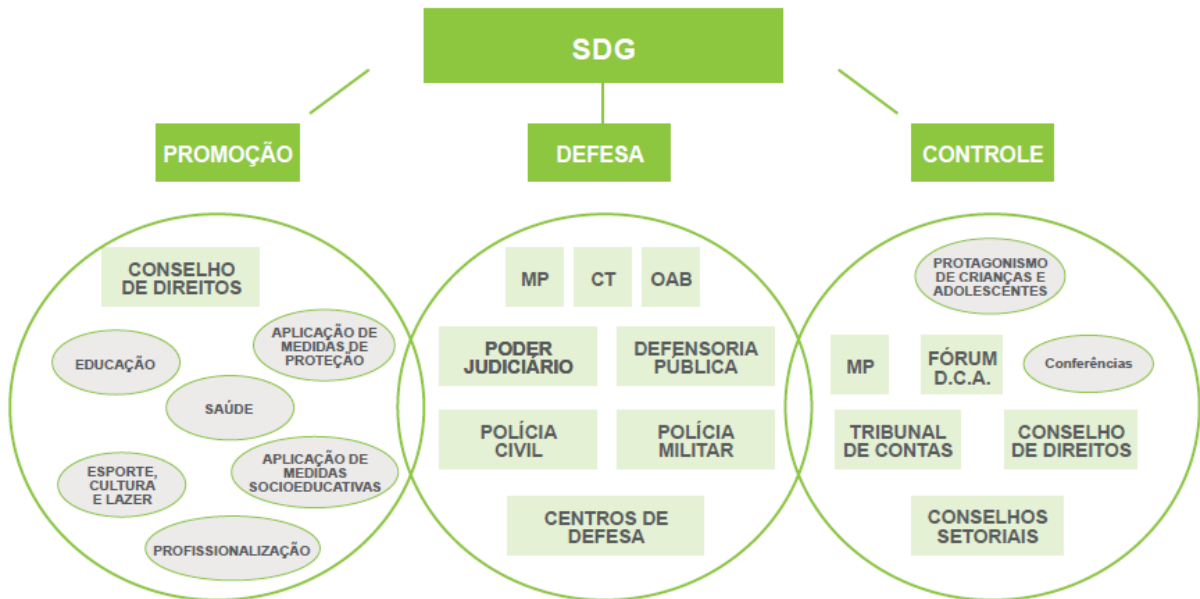 SDG
PROMOÇÃO
DEFESA
CONTROLE
CONSELHO
DE DIREITOS
EDUCAÇÃO
APLICAÇÃO DE
MEDIDAS DE
PROTEÇÃO
SAÚDE
ESPORTE,
CULTURA
E LAZER
APLICAÇÃO DE
MEDIDAS
SOCIOEDUCATIVAS
PROFISSIONALIZAÇÃO
MP
CT
OAB
PODER
JUDICIÁRIO
DEFENSORIA
PÚBLICA
POLÍCIA
CIVIL
POLÍCIA
MILITAR
CENTROS DE
DEFESA
PROTAGONISMO
DE CRIANÇAS E
ADOLESCENTES
MP
FÓRUM
D.C.A.
Conferências
TRIBUNAL
DE CONTAS
CONSELHO
DE DIREITOS
CONSELHOS
SETORIAIS